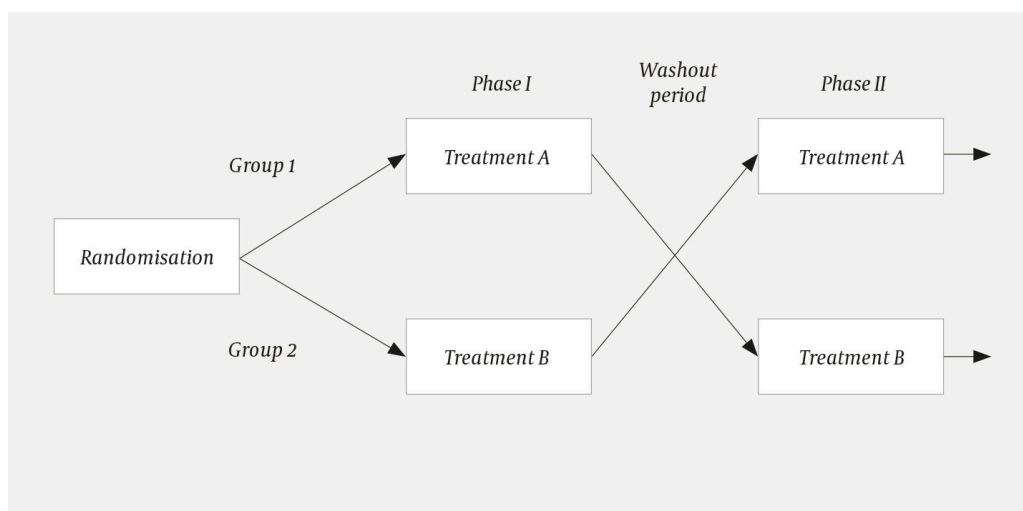 Phase I
Washout
period
Phase II
Group 1
Treatment A
Treatment A
Randomisation
Group 2
Treatment B
Treatment B